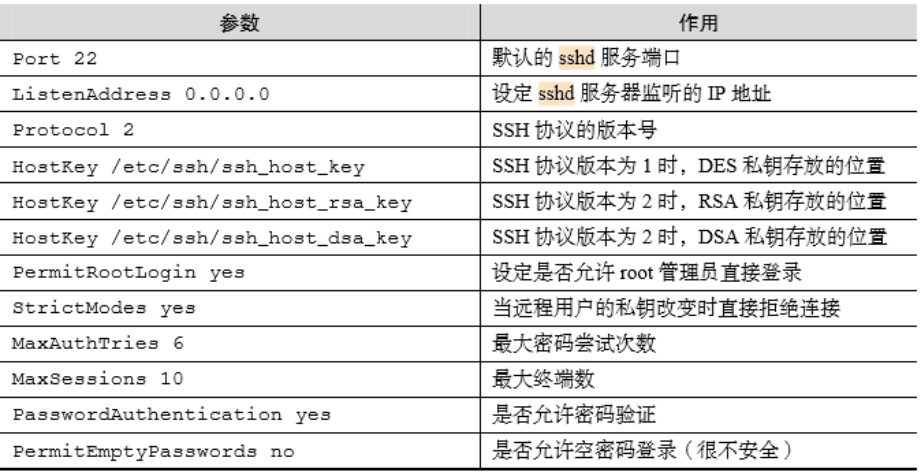 参数 作用
Port 22 默认的 sshd 服务端口
ListenAddress 0.0.0.0 设定 sshd 服务器监听的 IP 地址
Protocol 2 SSH 协议的版本号
HostKey /etc/ssh/ssh_host_key SSH 协议版本为 1 时，DES 私钥存放的位置
HostKey /etc/ssh/ssh_host_rsa_key SSH 协议版本为 2 时，RSA 私钥存放的位置
HostKey /etc/ssh/ssh_host_dsa_key SSH 协议版本为 2 时，DSA 私钥存放的位置
PermitRootLogin yes 设定是否允许 root 管理员直接登录
StrictModes yes 当远程用户的私钥改变时直接拒绝连接
MaxAuthTries 6 最大密码尝试次数
MaxSessions 10 最大终端数
PasswordAuthentication yes 是否允许密码验证
PermitEmptyPasswords no 是否允许空密码登录（很不安全）